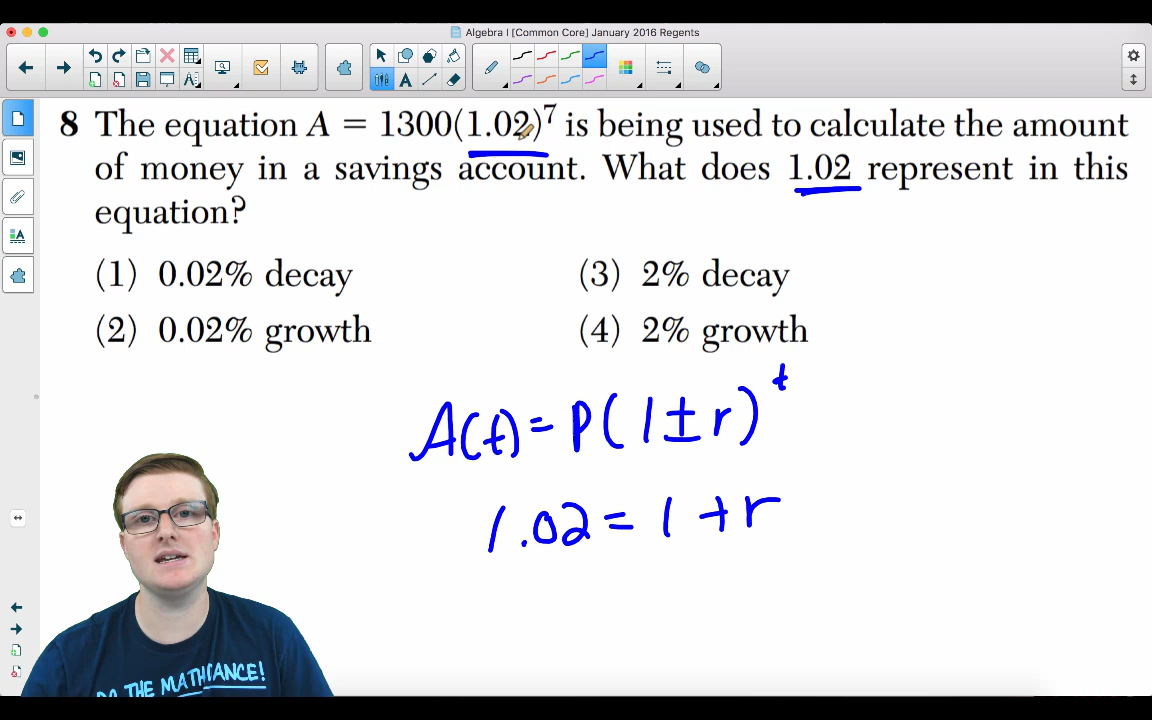 Algebra I [Common Core] January 2016 Regents
8 The equation A = 1300(1.02)⁷ is being used to calculate the amount
of money in a savings account. What does 1.02 represent in this
equation?
(1) 0.02% decay
(3) 2% decay
(2) 0.02% growth
(4) 2% growth
A(t) = P(1 ± r)ᵗ
1.02 = 1 + r
THE MATH DANCE!